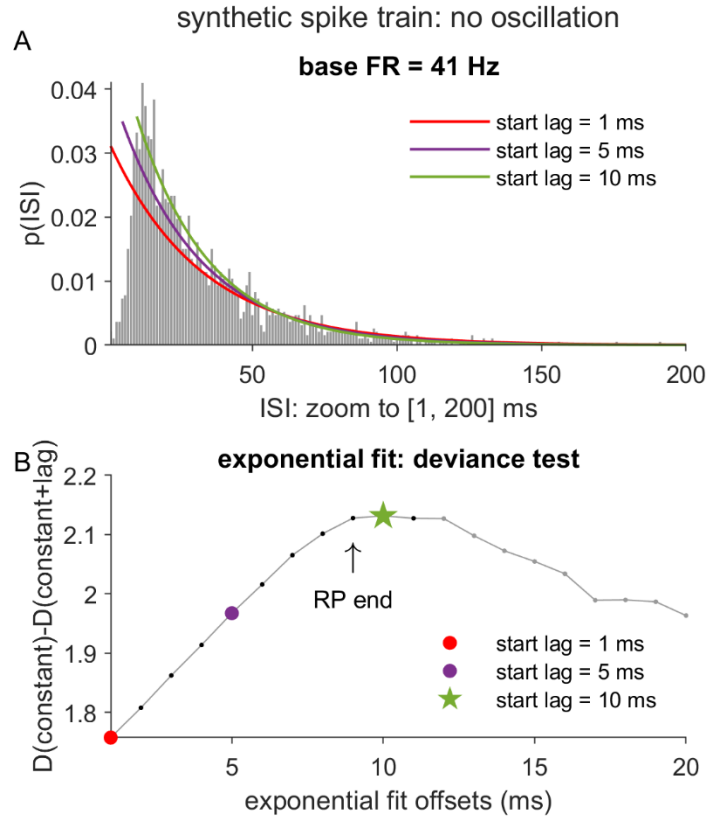 synthetic spike train: no oscillation
A
base FR = 41 Hz
0.04
0.03
0.02
0.01
0
p(ISI)
start lag = 1 ms
start lag = 5 ms
start lag = 10 ms
50
100
150
200
ISI: zoom to [1, 200] ms
B
exponential fit: deviance test
D(constant)-D(constant+lag)
2.2
2.1
2
1.9
1.8
↑
RP end
start lag = 1 ms
start lag = 5 ms
start lag = 10 ms
5
10
15
20
exponential fit offsets (ms)